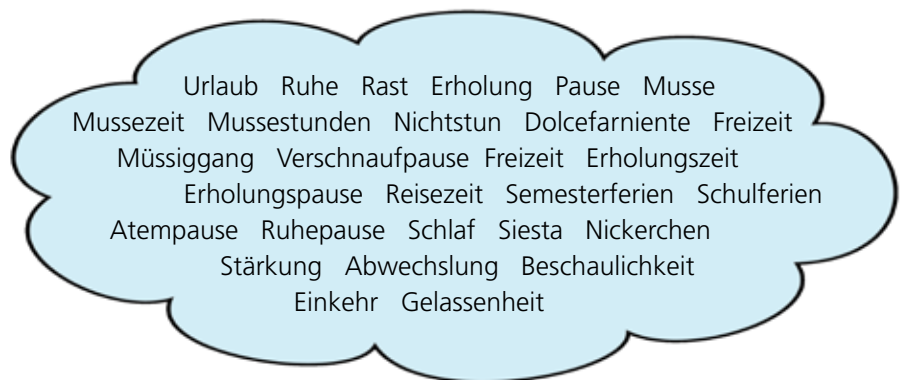 Urlaub Ruhe Rast Erholung Pause Musse
Mussezeit Mussestunden Nichtstun Dolcefarniente Freizeit
Müssiggang Verschnaufpause Freizeit Erholungszeit
Erholungspause Reisezeit Semesterferien Schulferien
Atempause Ruhepause Schlaf Siesta Nickerchen
Stärkung Abwechslung Beschaulichkeit
Einkehr Gelassenheit